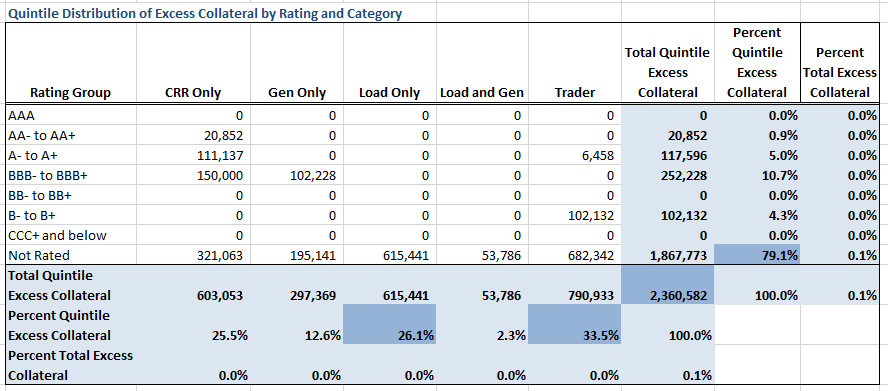 Quintile Distribution of Excess Collateral by Rating and Category
Percent
Total Quintile Quintile Percent
Excess Excess Total Excess
Rating Group CRR Only Gen Only Load Only Load and Gen Trader Collateral Collateral Collateral
AAA 0 0 0 0 0 0 0.0% 0.0%
AA- to AA+ 20,852 0 0 0 0 20,852 0.9% 0.0%
A- to A+ 111,137 0 0 0 6,458 117,596 5.0% 0.0%
BBB- to BBB+ 150,000 102,228 0 0 0 252,228 10.7% 0.0%
BB- to BB+ 0 0 0 0 0 0 0.0% 0.0%
B- to B+ 0 0 0 0 102,132 102,132 4.3% 0.0%
CCC+ and below 0 0 0 0 0 0 0.0% 0.0%
Not Rated 321,063 195,141 615,441 53,786 682,342 1,867,773 79.1% 0.1%
Total Quintile
Excess Collateral 603,053 297,369 615,441 53,786 790,933 2,360,582 100.0% 0.1%
Percent Quintile
Excess Collateral 25.5% 12.6% 26.1% 2.3% 33.5% 100.0%
Percent Total Excess
Collateral 0.0% 0.0% 0.0% 0.0% 0.0% 0.1%